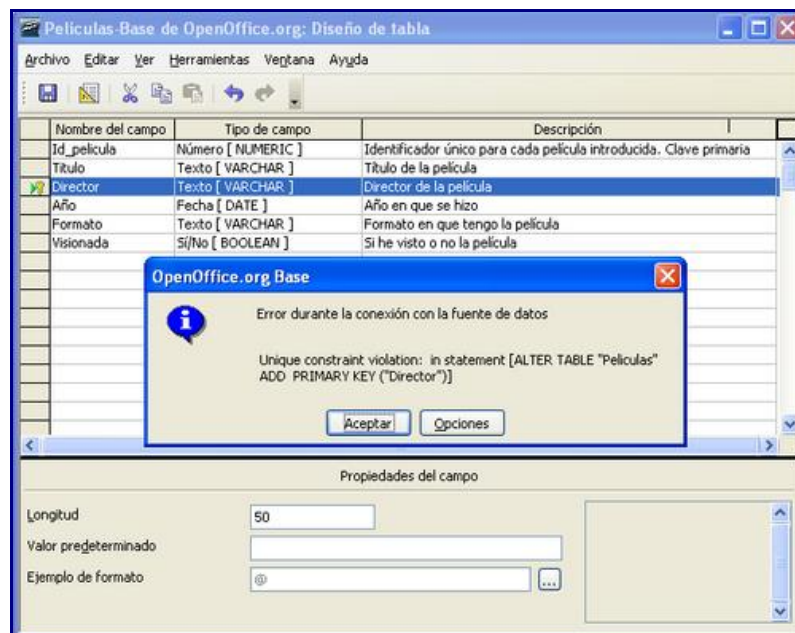 Peliculas-Base de OpenOffice.org: Diseño de tabla
Archivo Editar Ver Herramientas Ventana Ayuda
Nombre del campo Tipo de campo Descripción
Id_pelicula Número [ NUMERIC ] Identificador único para cada película introducida. Clave primaria
Titulo Texto [ VARCHAR ] Título de la película
Director Texto [ VARCHAR ] Director de la película
Año Fecha [ DATE ] Año en que se hizo
Formato Texto [ VARCHAR ] Formato en que tengo la película
Visionada Sí/No [ BOOLEAN ] Si he visto o no la película
OpenOffice.org Base
Error durante la conexión con la fuente de datos
Unique constraint violation: in statement [ALTER TABLE "Peliculas"
ADD PRIMARY KEY ("Director")]
Aceptar Opciones
Propiedades del campo
Longitud 50
Valor predeterminado
Ejemplo de formato @ ...